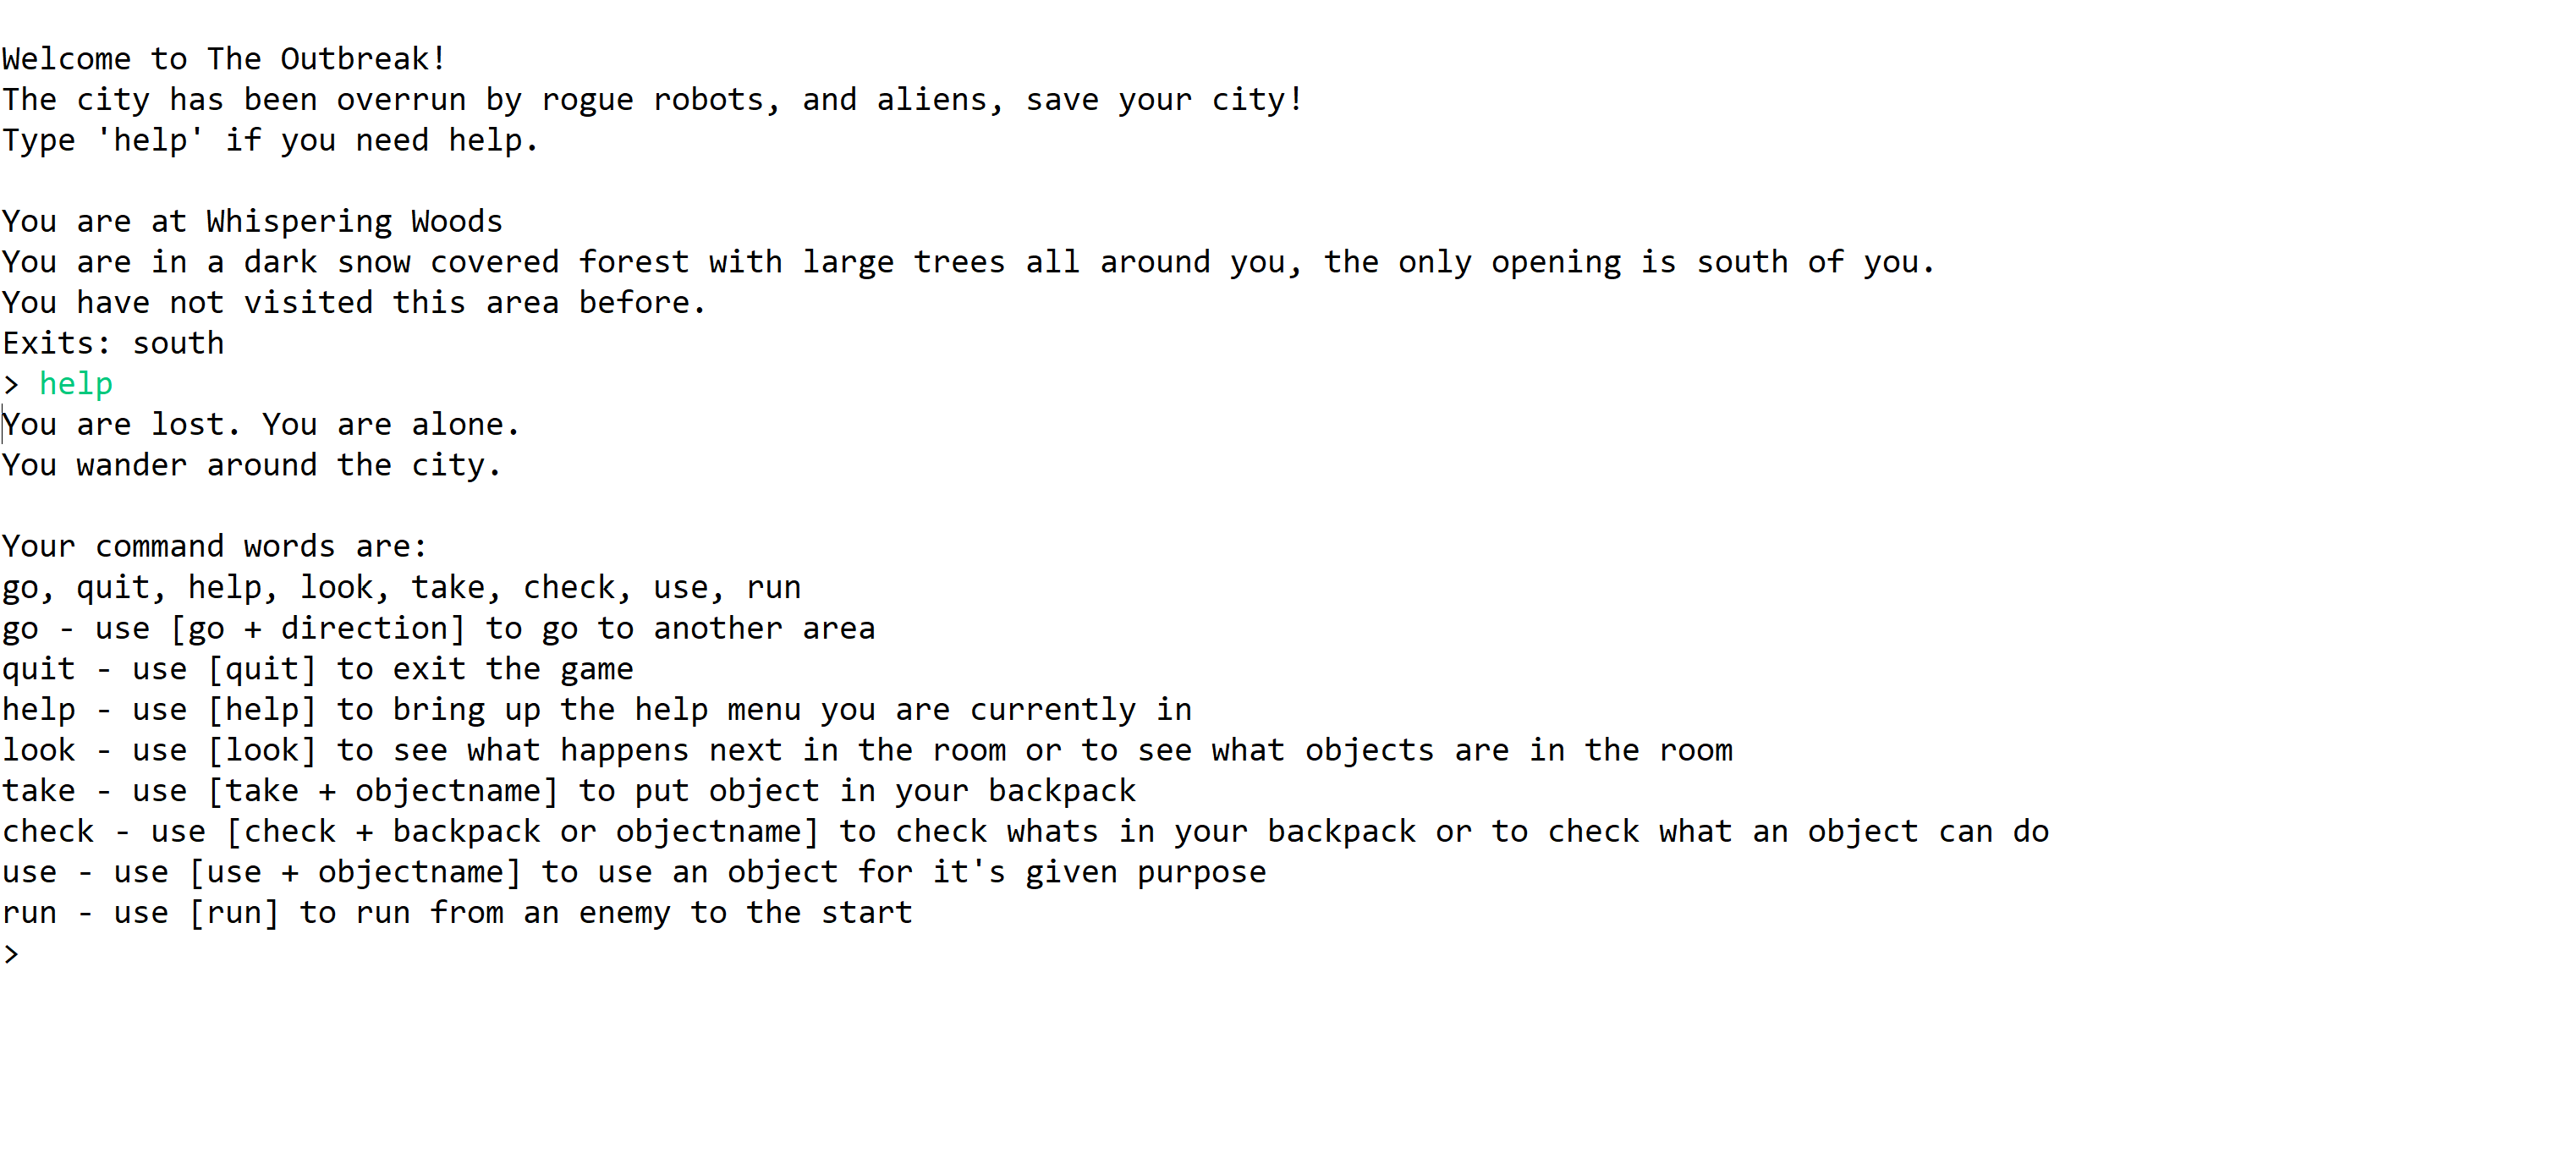 Welcome to The Outbreak!
The city has been overrun by rogue robots, and aliens, save your city!
Type 'help' if you need help.
You are at Whispering Woods
You are in a dark snow covered forest with large trees all around you, the only opening is south of you.
You have not visited this area before.
Exits: south
> help
You are lost. You are alone.
You wander around the city.
Your command words are:
go, quit, help, look, take, check, use, run
go - use [go + direction] to go to another area
quit - use [quit] to exit the game
help - use [help] to bring up the help menu you are currently in
look - use [look] to see what happens next in the room or to see what objects are in the room
take - use [take + objectname] to put object in your backpack
check - use [check + backpack or objectname] to check whats in your backpack or to check what an object can do
use - use [use + objectname] to use an object for it's given purpose
run - use [run] to run from an enemy to the start
>